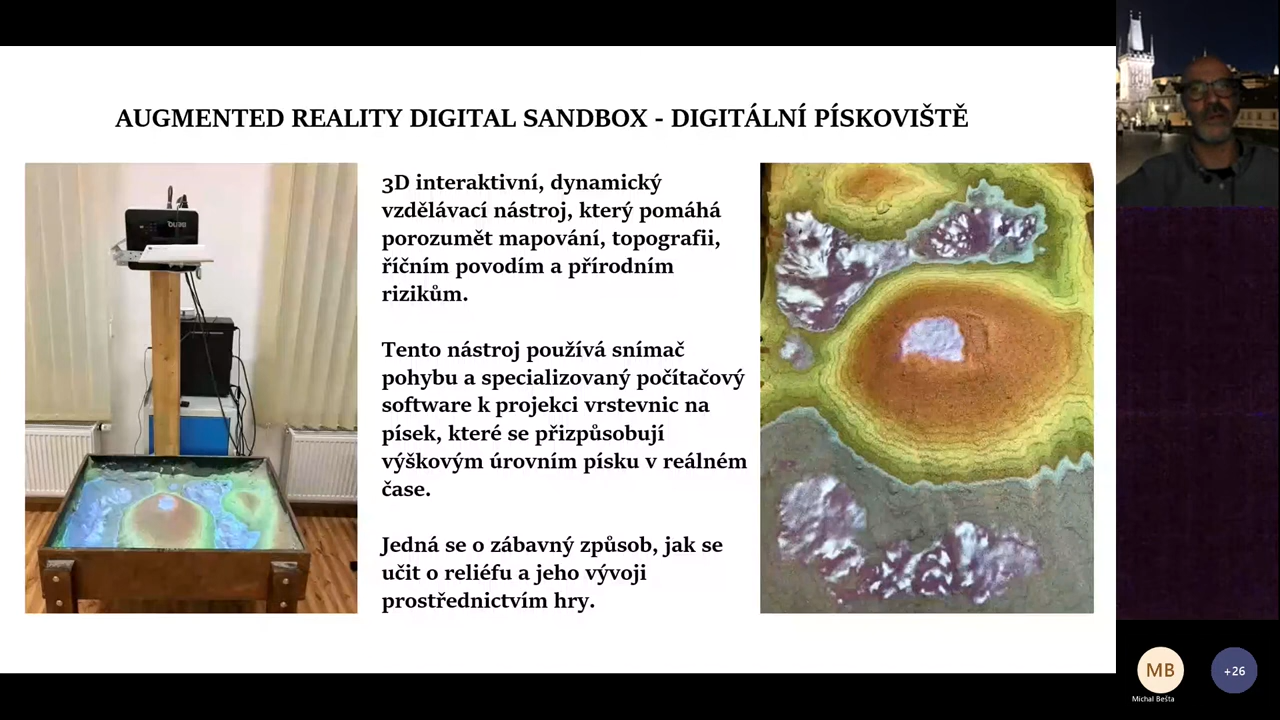 AUGMENTED REALITY DIGITAL SANDBOX - DIGITÁLNÍ PÍSKOVIŠTĚ
3D interaktivní, dynamický
vzdělávací nástroj, který pomáhá
porozumět mapování, topografii,
říčním povodím a přírodním
rizikům.
Tento nástroj používá snímač
pohybu a specializovaný počítačový
software k projekci vrstevnic na
písek, které se přizpůsobují
výškovým úrovním písku v reálném
čase.
Jedná se o zábavný způsob, jak se
učit o reliéfu a jeho vývoji
prostřednictvím hry.
BenQ
MB
+26
Michal Bešta